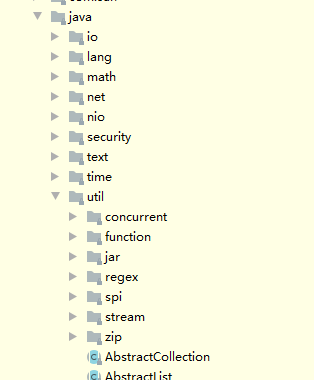 java
io
lang
math
net
nio
security
text
time
util
concurrent
function
jar
regex
spi
stream
zip
AbstractCollection
AbstractList